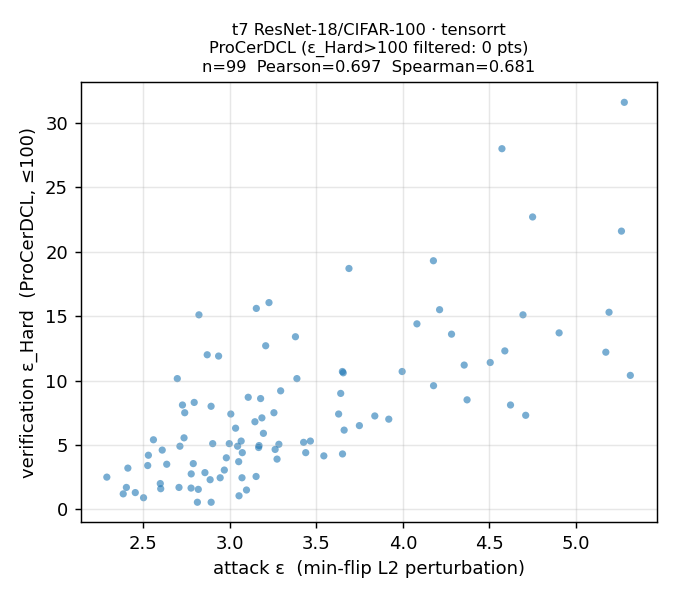 t7 ResNet-18/CIFAR-100 · tensorrt
ProCerDCL (ε_Hard>100 filtered: 0 pts)
n=99  Pearson=0.697  Spearman=0.681
verification ε_Hard  (ProCerDCL, ≤100)
30
25
20
15
10
5
0
2.5 3.0 3.5 4.0 4.5 5.0
attack ε  (min-flip L2 perturbation)